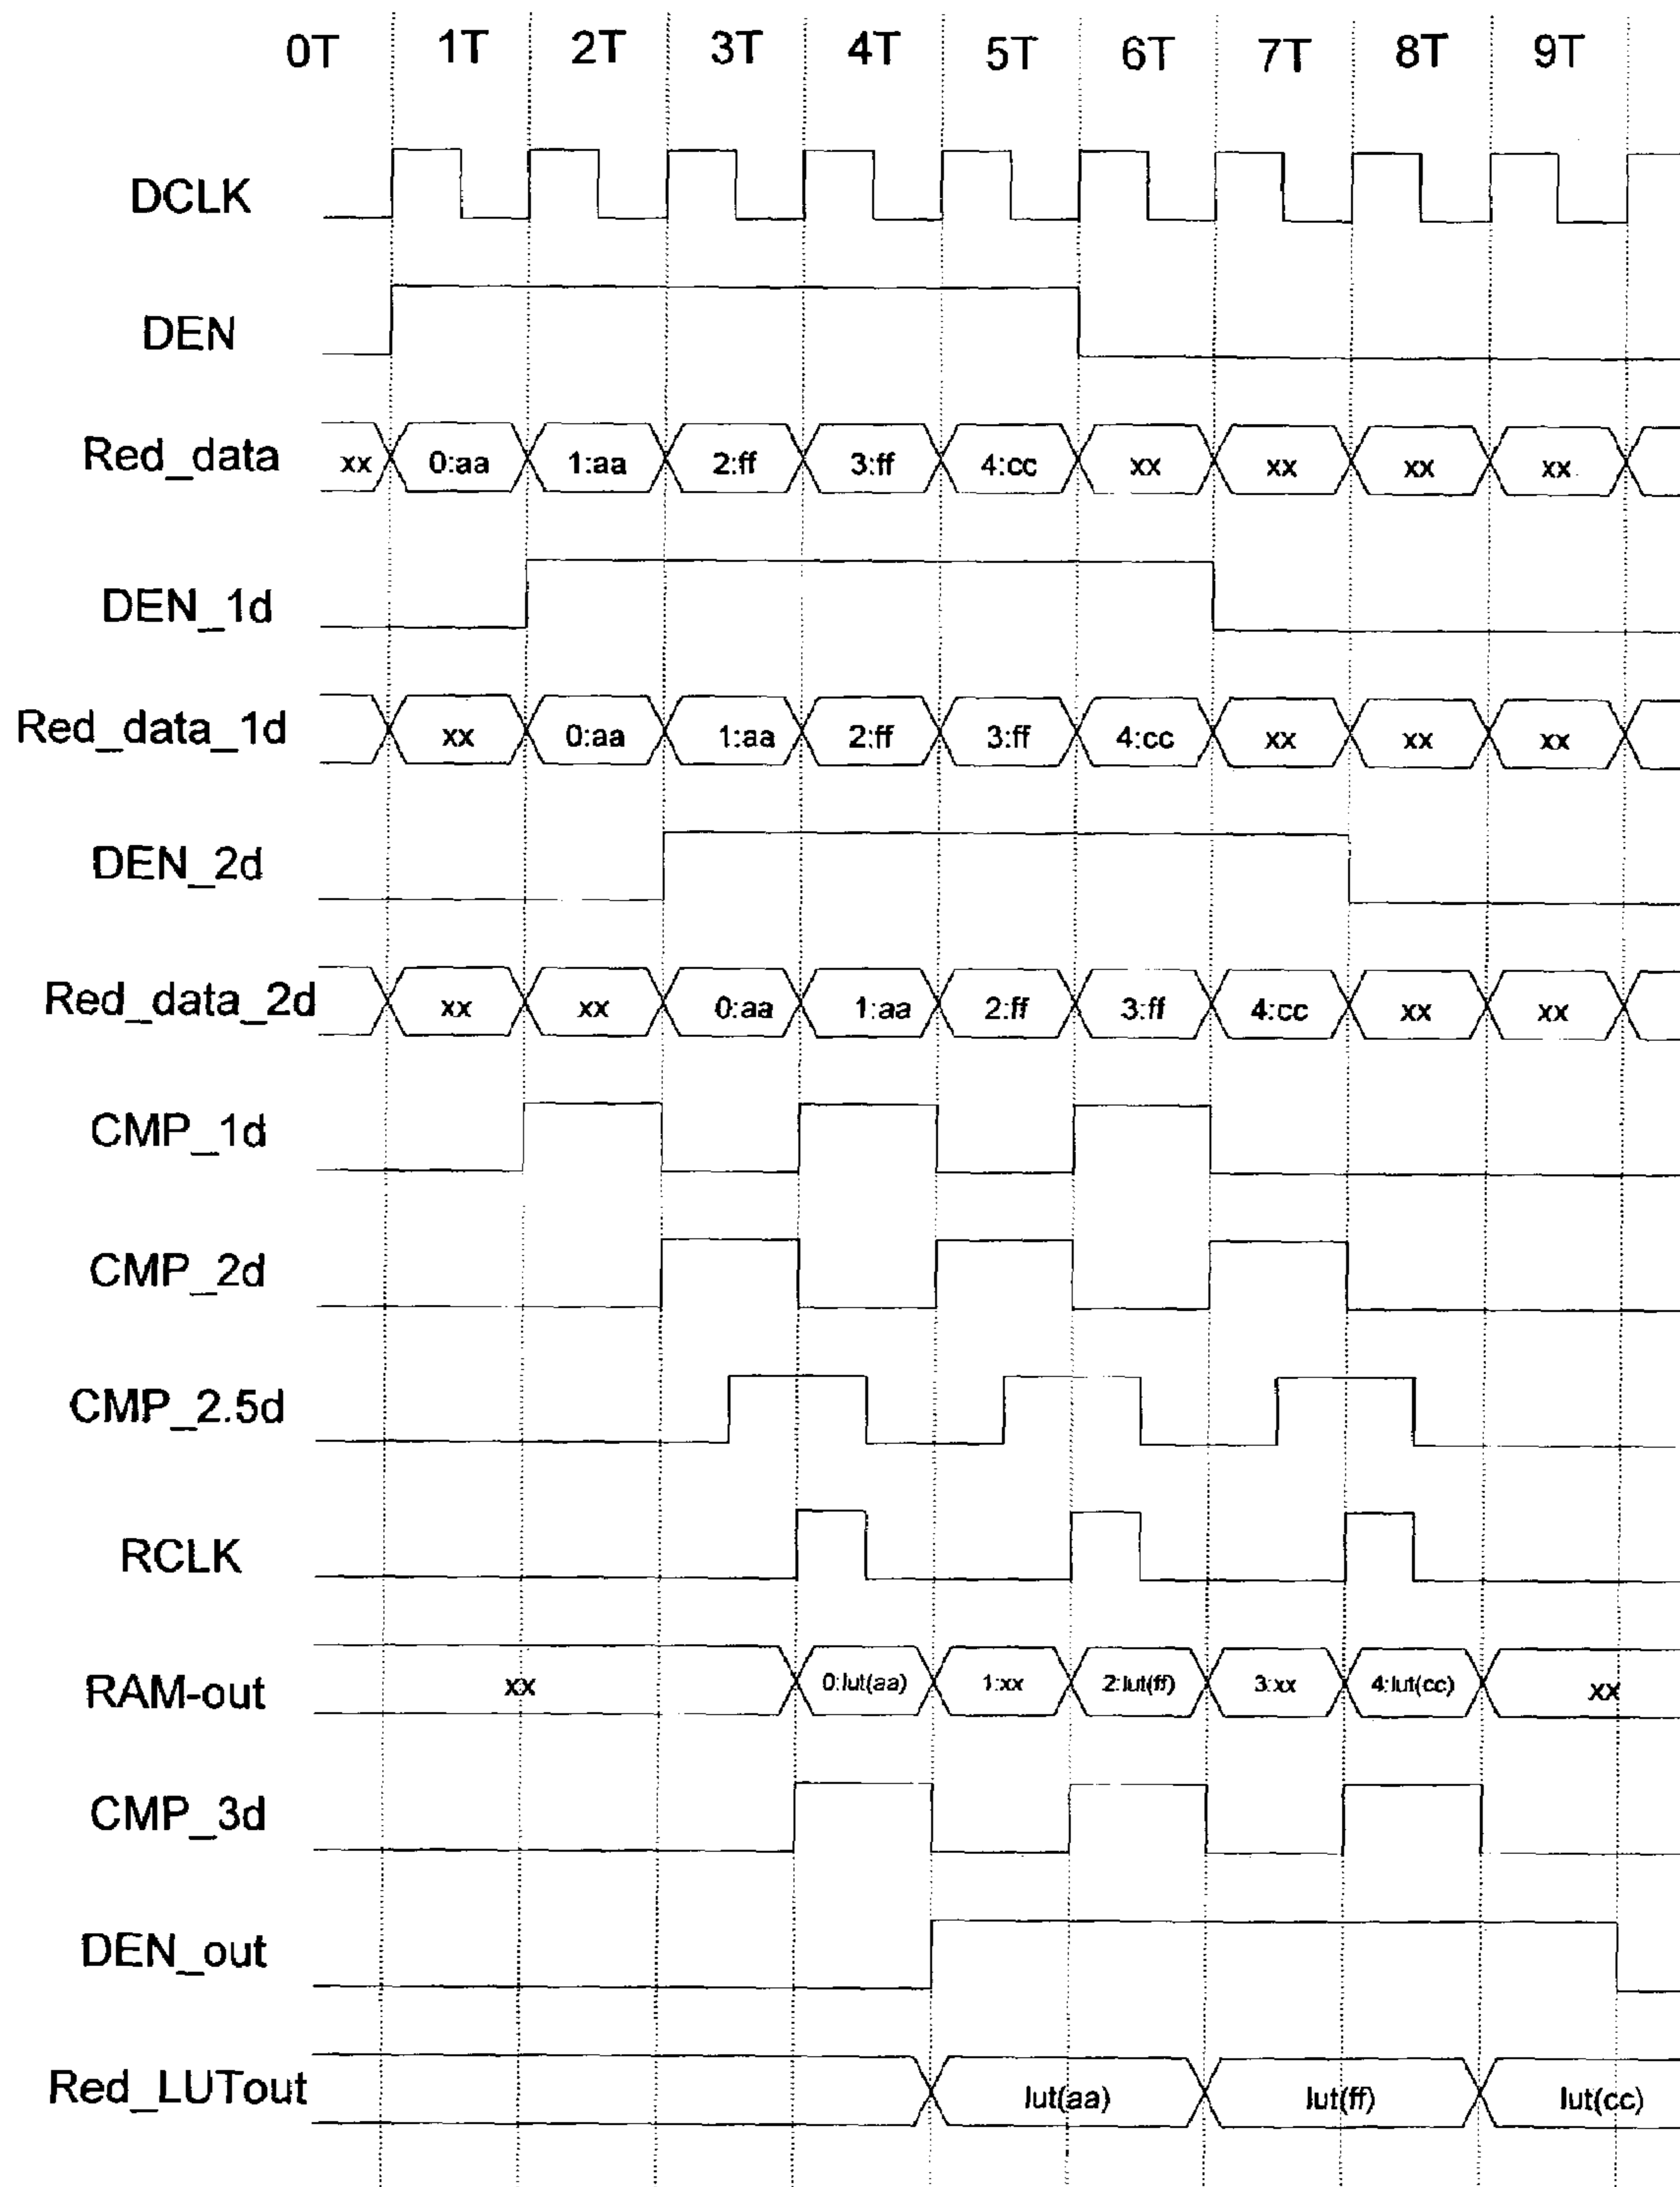 0T 1T 2T 3T 4T 5T 6T 7T 8T 9T
DCLK
DEN
Red_data xx 0:aa 1:aa 2:ff 3:ff 4:cc xx xx xx xx
DEN_1d
Red_data_1d xx 0:aa 1:aa 2:ff 3:ff 4:cc xx xx xx
DEN_2d
Red_data_2d xx xx 0:aa 1:aa 2:ff 3:ff 4:cc xx xx
CMP_1d
CMP_2d
CMP_2.5d
RCLK
RAM-out xx 0:lut(aa) 1:xx 2:lut(ff) 3:xx 4:lut(cc) xx
CMP_3d
DEN_out
Red_LUTout lut(aa) lut(ff) lut(cc)